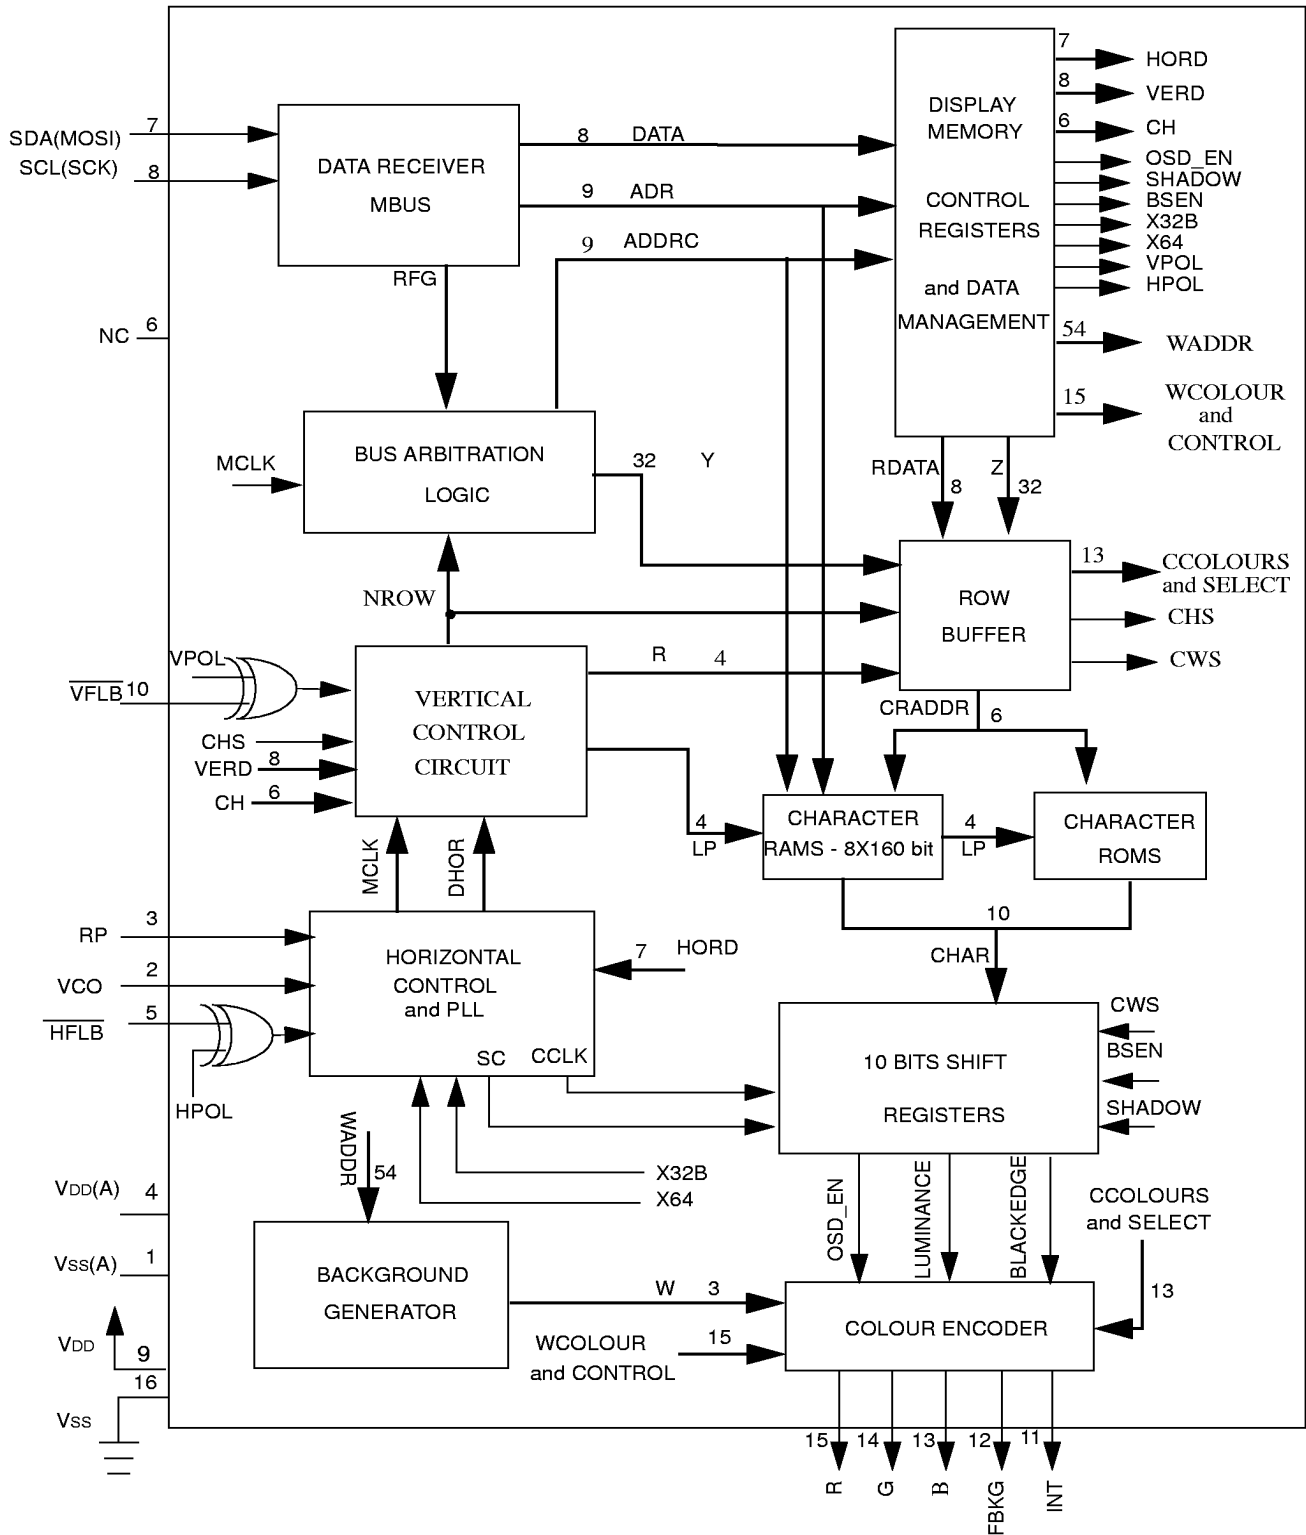 7
HORD
8
VERD
6
CH
OSD_EN
SHADOW
BSEN
X32B
X64
VPOL
HPOL
54
WADDR
15
WCOLOUR
and
CONTROL
DISPLAY
MEMORY
CONTROL
REGISTERS
and DATA
MANAGEMENT
SDA(MOSI)
7
SCL(SCK)
8
DATA RECEIVER
MBUS
8 DATA
9 ADR
9 ADDRC
RFG
NC 6
MCLK
BUS ARBITRATION
LOGIC
32 Y
RDATA
8
Z
32
NROW
ROW
BUFFER
13
CCOLOURS
and SELECT
CHS
CWS
VPOL
VFLB 10
CHS
VERD 8
CH 6
VERTICAL
CONTROL
CIRCUIT
R 4
CRADDR
6
4
LP
CHARACTER
RAMS - 8X160 bit
4
LP
CHARACTER
ROMS
MCLK
DHOR
10
CHAR
RP 3
VCO 2
HFLB 5
HPOL
HORIZONTAL
CONTROL
and PLL
SC CCLK
7 HORD
10 BITS SHIFT
REGISTERS
CWS
BSEN
SHADOW
WADDR
54
X32B
X64
OSD_EN
LUMINANCE
BLACKEDGE
CCOLOURS
and SELECT
13
VDD(A) 4
VSS(A) 1
VDD
9
16
VSS
BACKGROUND
GENERATOR
W 3
WCOLOUR
and CONTROL
15
COLOUR ENCODER
15
14
13
12
11
R
G
B
FBKG
INT